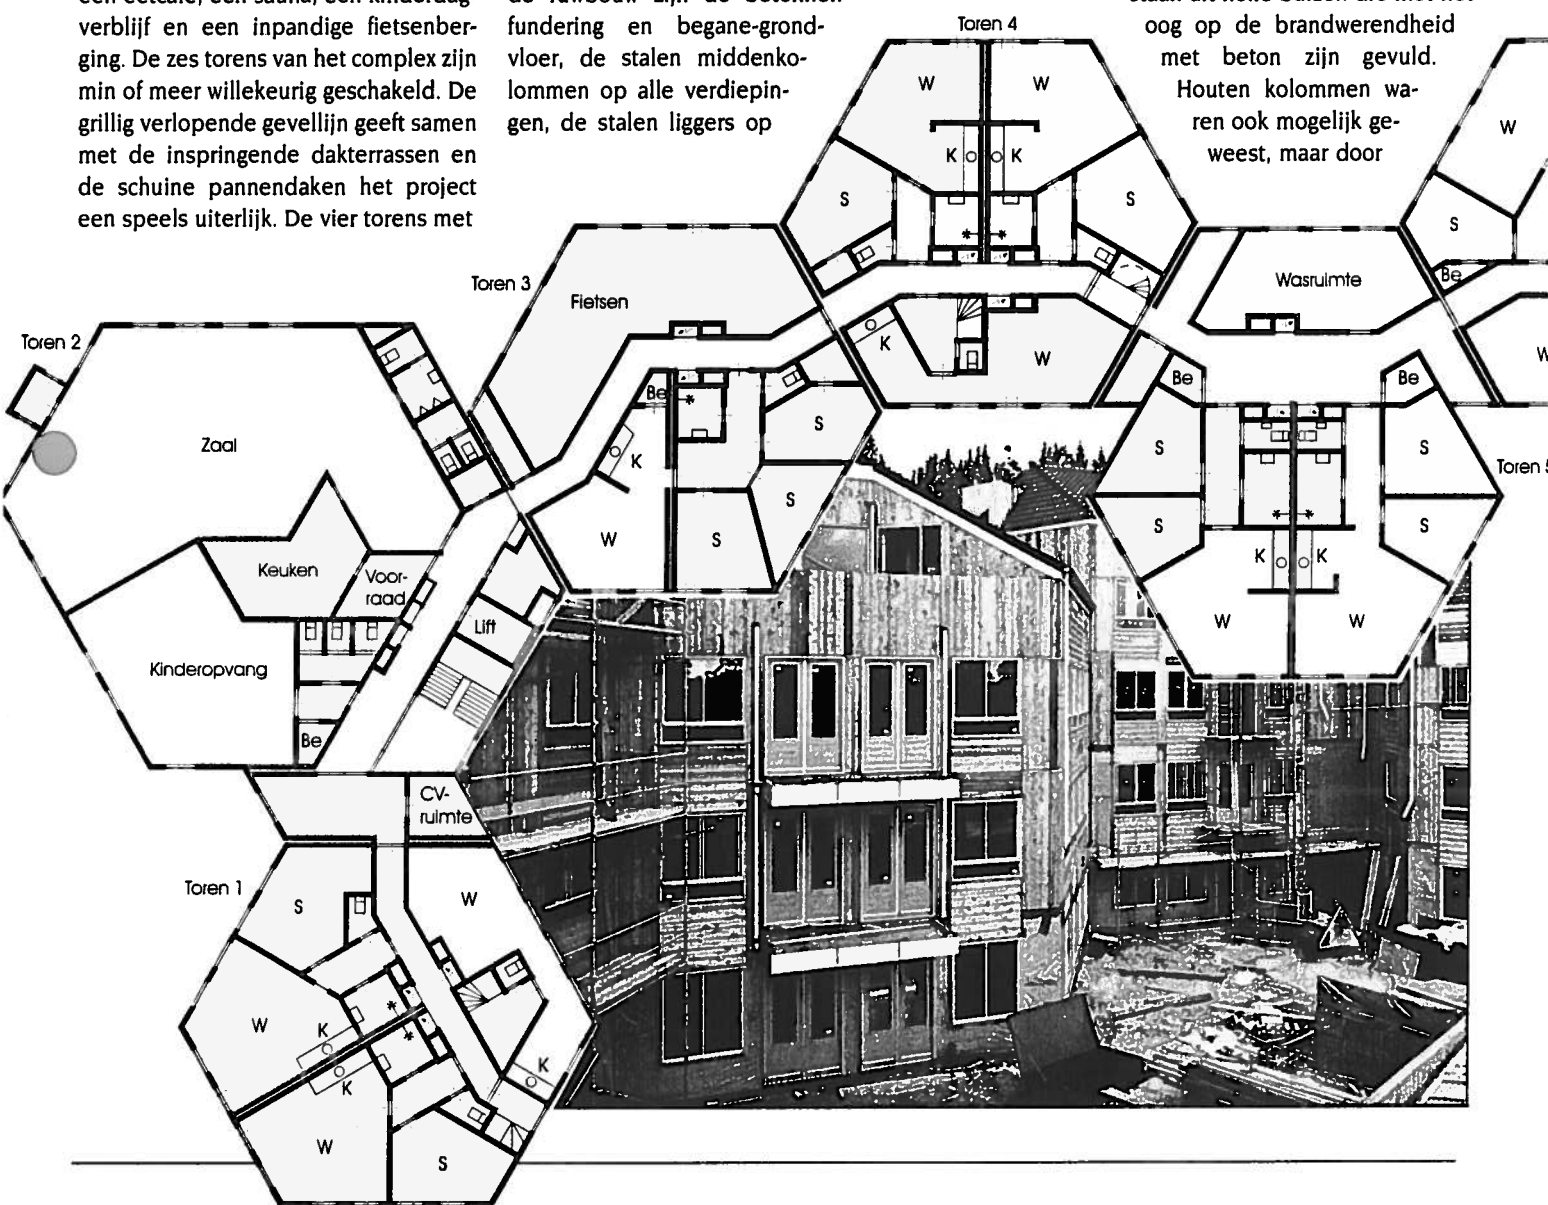 verblijf en een inpandige fietsenber-
ging. De zes torens van het complex zijn
min of meer willekeurig geschakeld. De
grillig verlopende gevellijn geeft samen
met de inspringende dakterrassen en
de schuine pannendaken het project
een speels uiterlijk. De vier torens met
fundering en begane-grond-
vloer, de stalen middenko-
lommen op alle verdiepin-
gen, de stalen liggers op
oog op de brandwerendheid
met beton zijn gevuld.
Houten kolommen wa-
ren ook mogelijk ge-
weest, maar door
Toren 4
W
W
W
K
K
S
S
S
Toren 3
Fietsen
Wasruimte
Be
Toren 2
K
W
W
Be
Be
Be
Zaal
S
S
S
K
Toren 5
S
W
S
S
S
Keuken
Voor-
raad
K
K
Lift
W
W
Kinderopvang
Be
CV-
ruimte
Toren 1
S
W
W
K
K
K
W
S